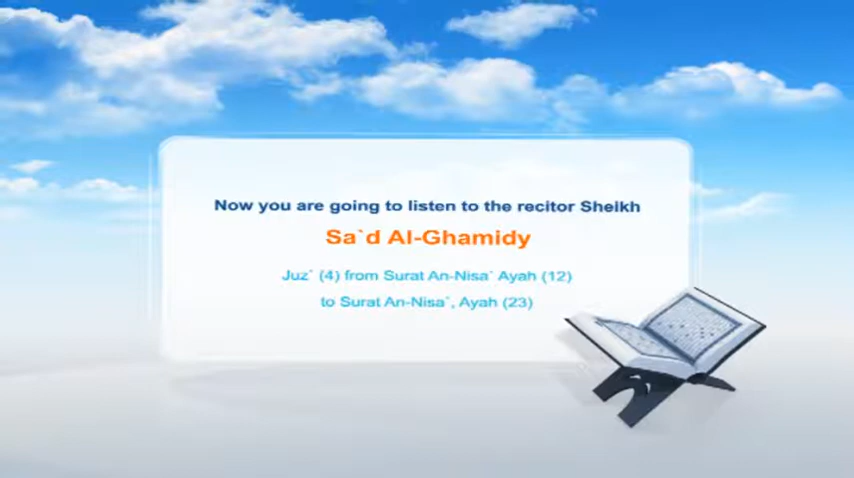 Now you are going to listen to the recitor Sheikh
Sa`d Al-Ghamidy
Juz` (4) from Surat An-Nisa` Ayah (12)
to Surat An-Nisa`, Ayah (23)